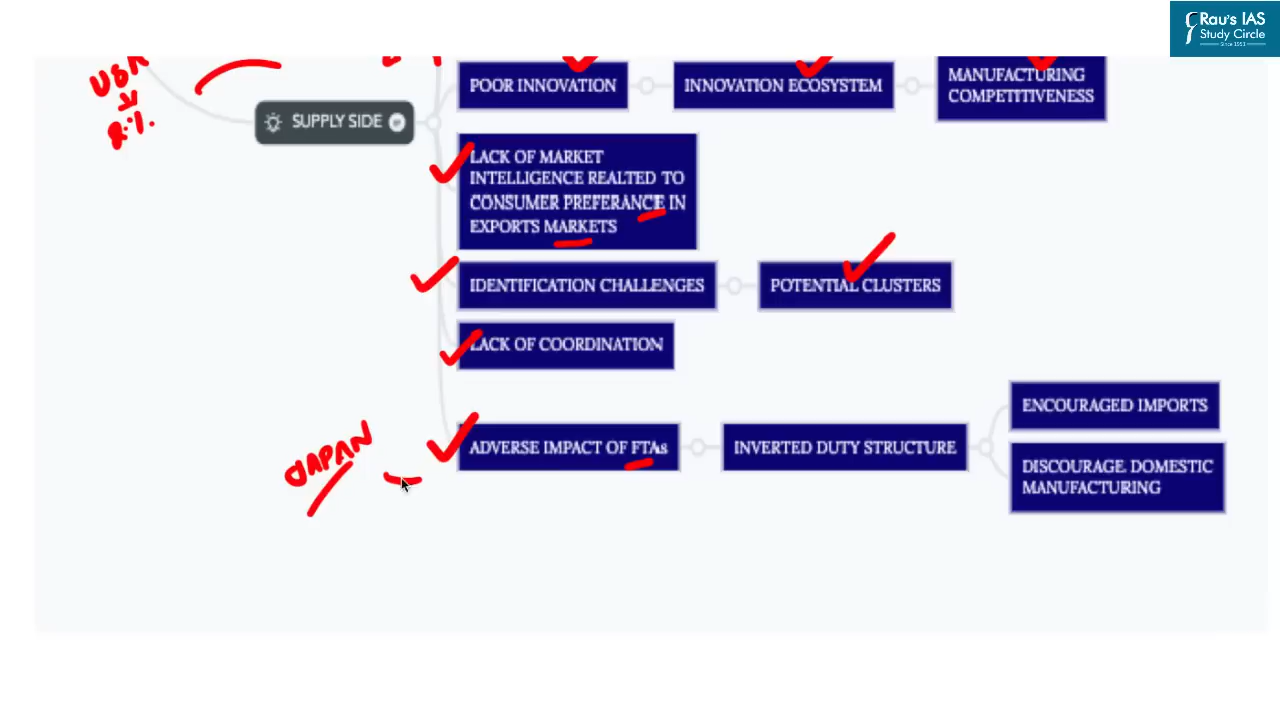 Rau's IAS
Study Circle
Since 1953
POOR INNOVATION
INNOVATION ECOSYSTEM
MANUFACTURING
COMPETITIVENESS
SUPPLY SIDE
LACK OF MARKET
INTELLIGENCE REALTED TO
CONSUMER PREFERANCE IN
EXPORTS MARKETS
IDENTIFICATION CHALLENGES
POTENTIAL CLUSTERS
LACK OF COORDINATION
ENCOURAGED IMPORTS
ADVERSE IMPACT OF FTAs
INVERTED DUTY STRUCTURE
DISCOURAGE DOMESTIC
MANUFACTURING
JAPAN